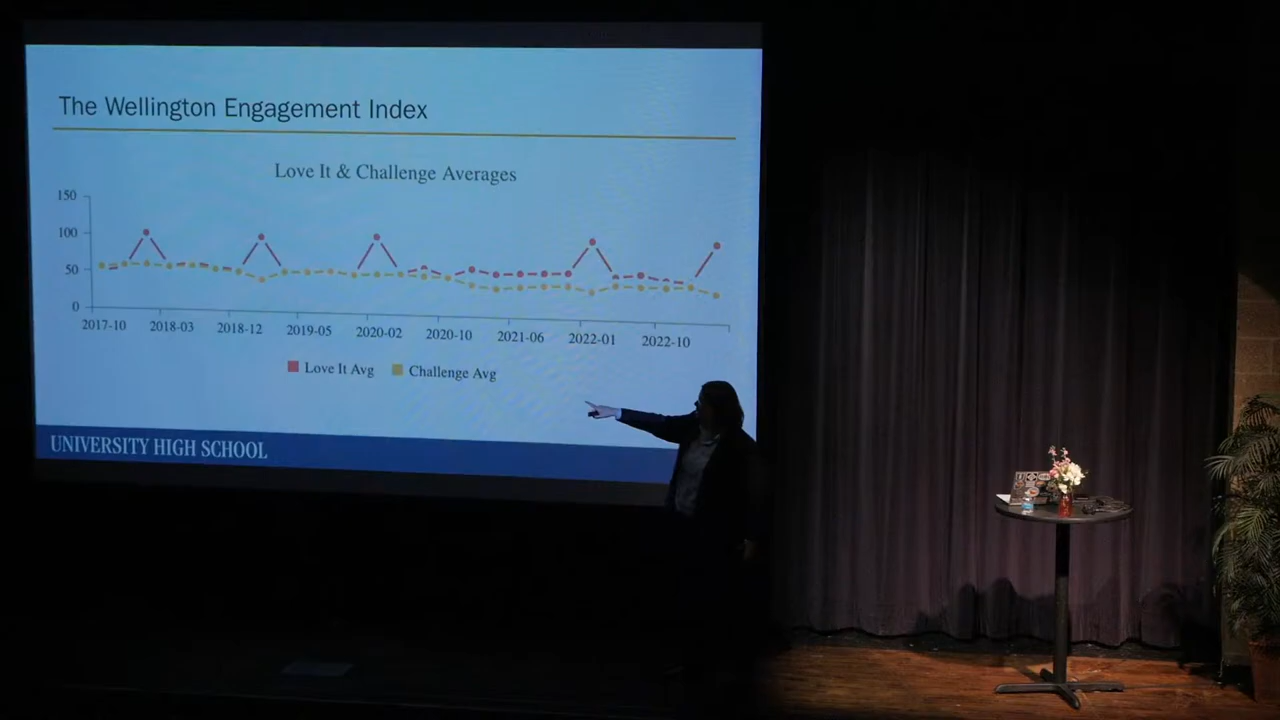 The Wellington Engagement Index
Love It & Challenge Averages
150
100
50
0
2017-10 2018-03 2018-12 2019-05 2020-02 2020-10 2021-06 2022-01 2022-10
Love It Avg Challenge Avg
UNIVERSITY HIGH SCHOOL